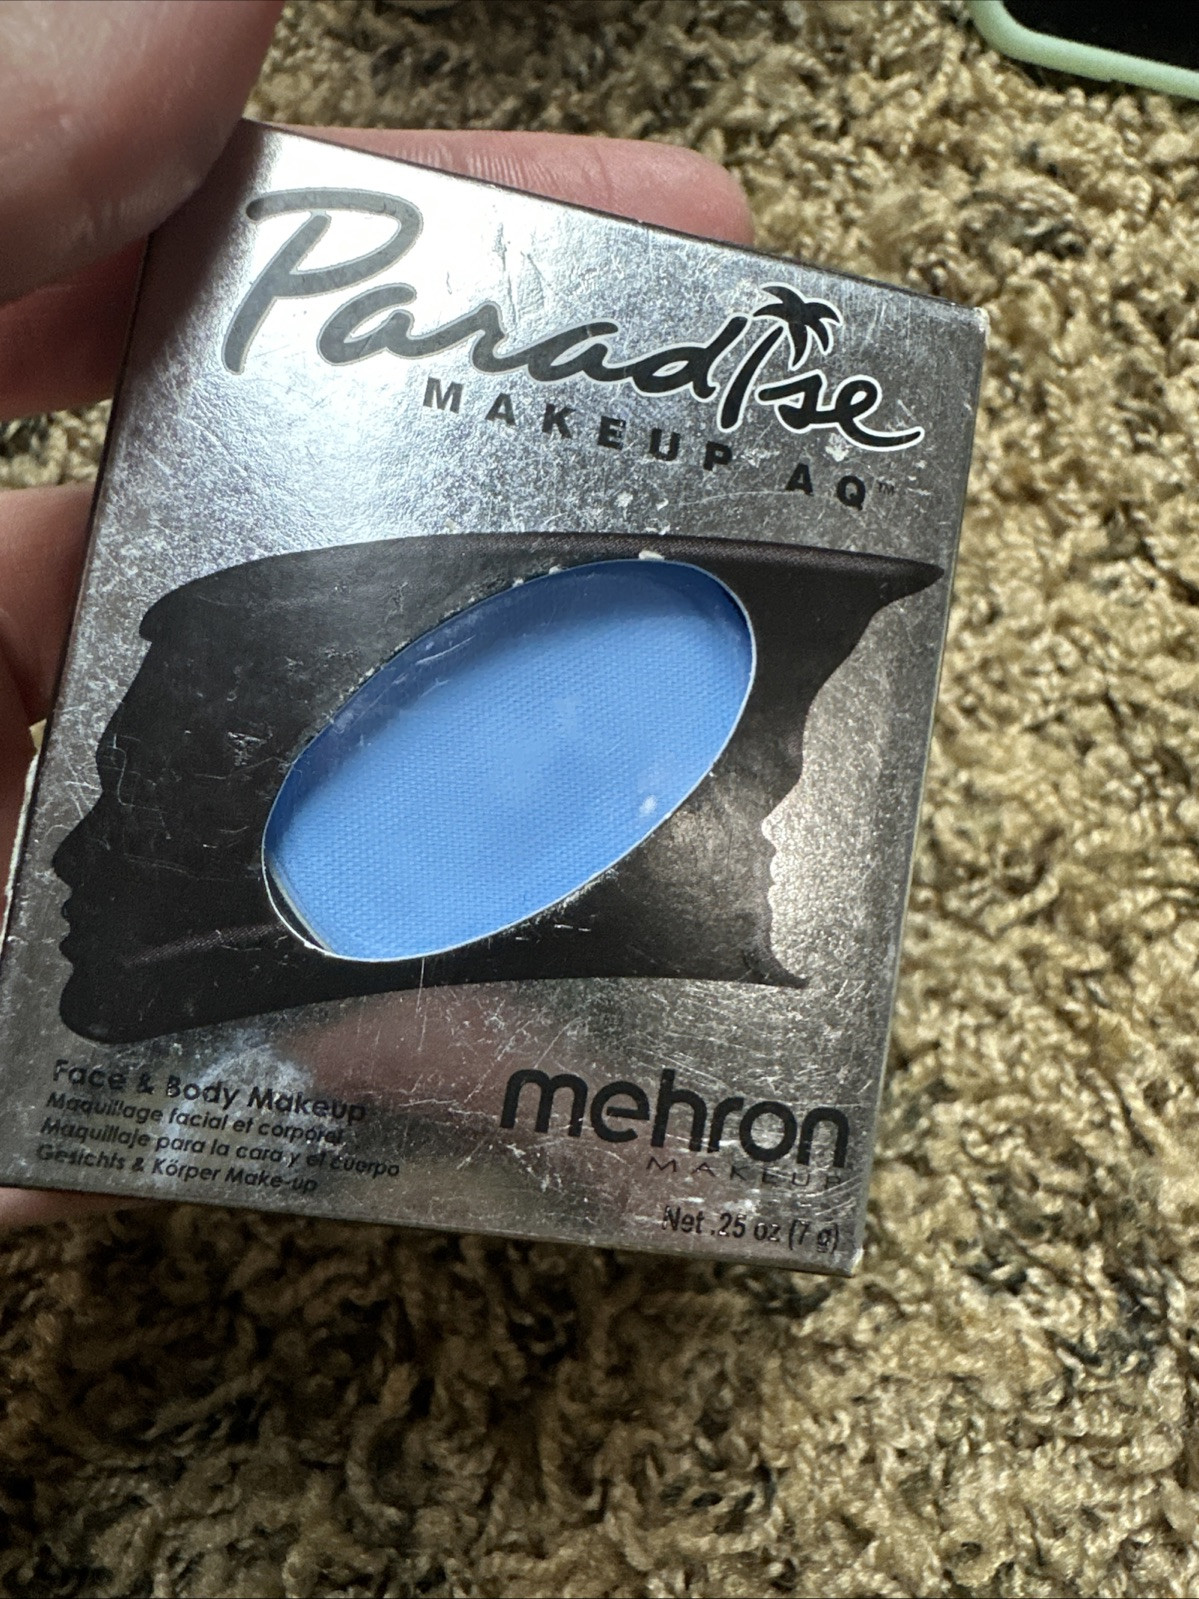 Paradise
MAKEUP AQ™
Face & Body Makeup
Maquillage facial et corporel
Maquillaje para la cara y el cuerpo
Gesichts & Körper Make-up
mehron
MAKEUP
Net .25 oz (7 g)